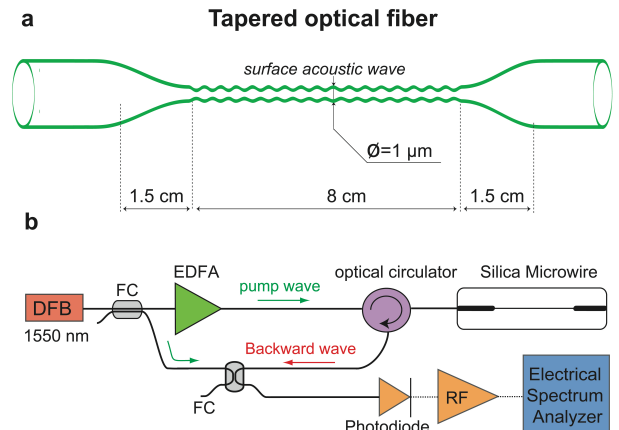 a
Tapered optical fiber
surface acoustic wave
Ø=1 µm
1.5 cm
8 cm
1.5 cm
b
FC
EDFA
pump wave
optical circulator
Silica Microwire
DFB
1550 nm
Backward wave
FC
Photodiode
RF
Electrical
Spectrum
Analyzer